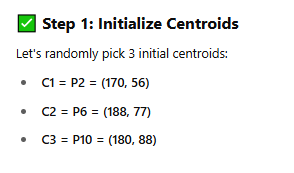 ✅ Step 1: Initialize Centroids
Let's randomly pick 3 initial centroids:
• C1 = P2 = (170, 56)
• C2 = P6 = (188, 77)
• C3 = P10 = (180, 88)